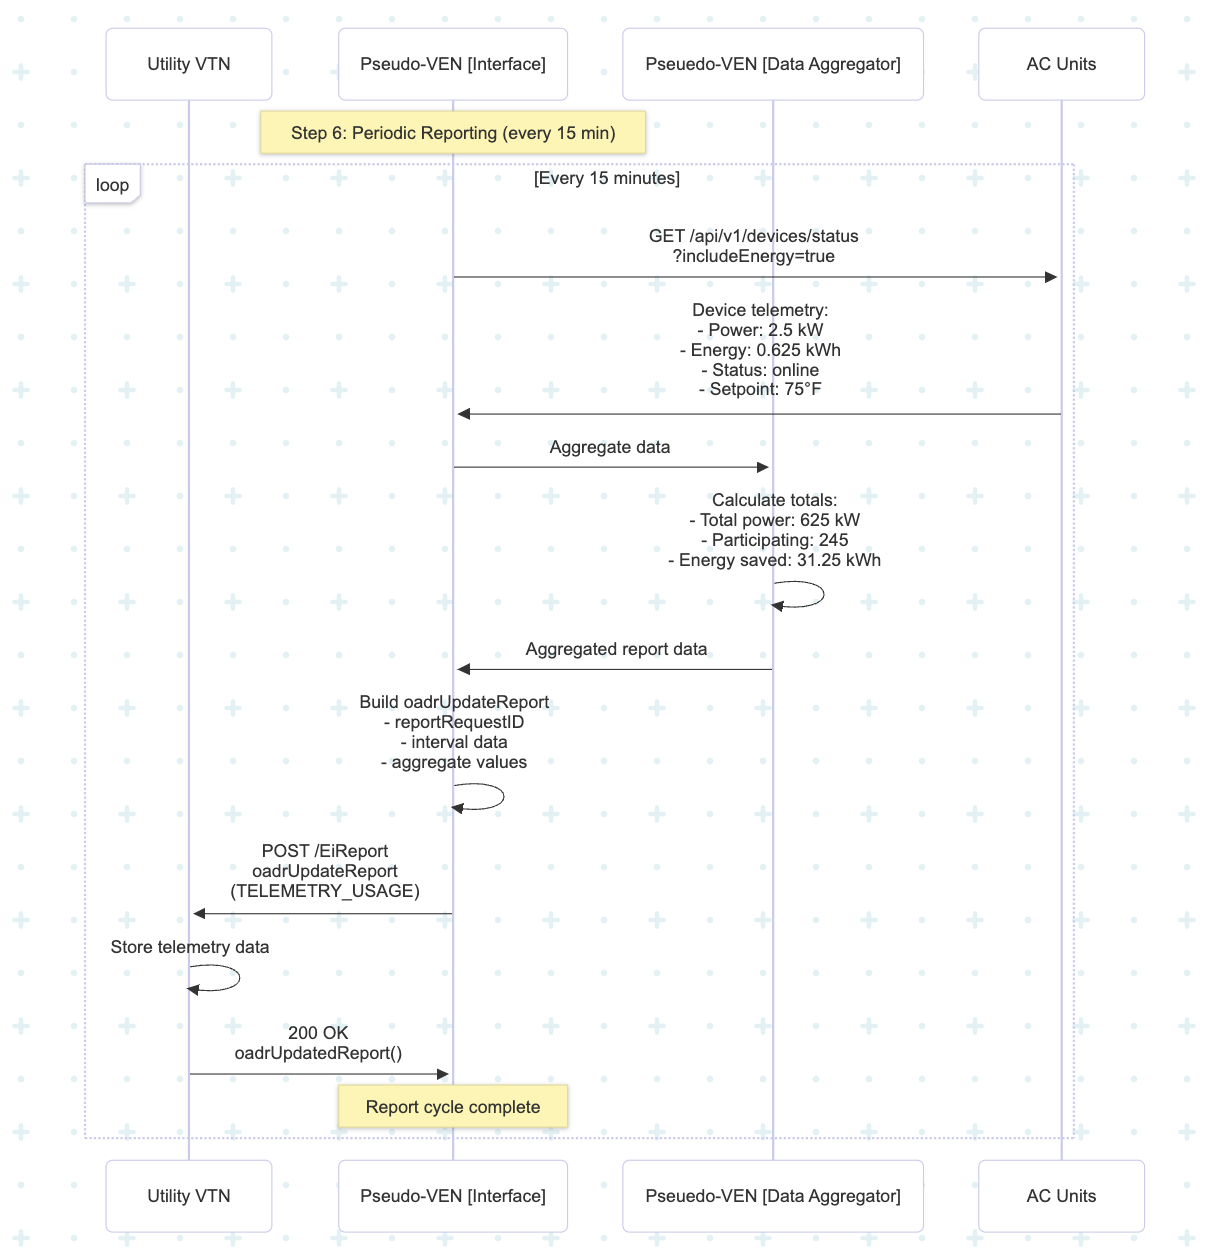 Utility VTN
Pseudo-VEN [Interface]
Pseuedo-VEN [Data Aggregator]
AC Units
Step 6: Periodic Reporting (every 15 min)
loop
[Every 15 minutes]
GET /api/v1/devices/status
?includeEnergy=true
Device telemetry:
- Power: 2.5 kW
- Energy: 0.625 kWh
- Status: online
- Setpoint: 75°F
Aggregate data
Calculate totals:
- Total power: 625 kW
- Participating: 245
- Energy saved: 31.25 kWh
Aggregated report data
Build oadrUpdateReport
- reportRequestID
- interval data
- aggregate values
POST /EiReport
oadrUpdateReport
(TELEMETRY_USAGE)
Store telemetry data
200 OK
oadrUpdatedReport()
Report cycle complete
Utility VTN
Pseudo-VEN [Interface]
Pseuedo-VEN [Data Aggregator]
AC Units